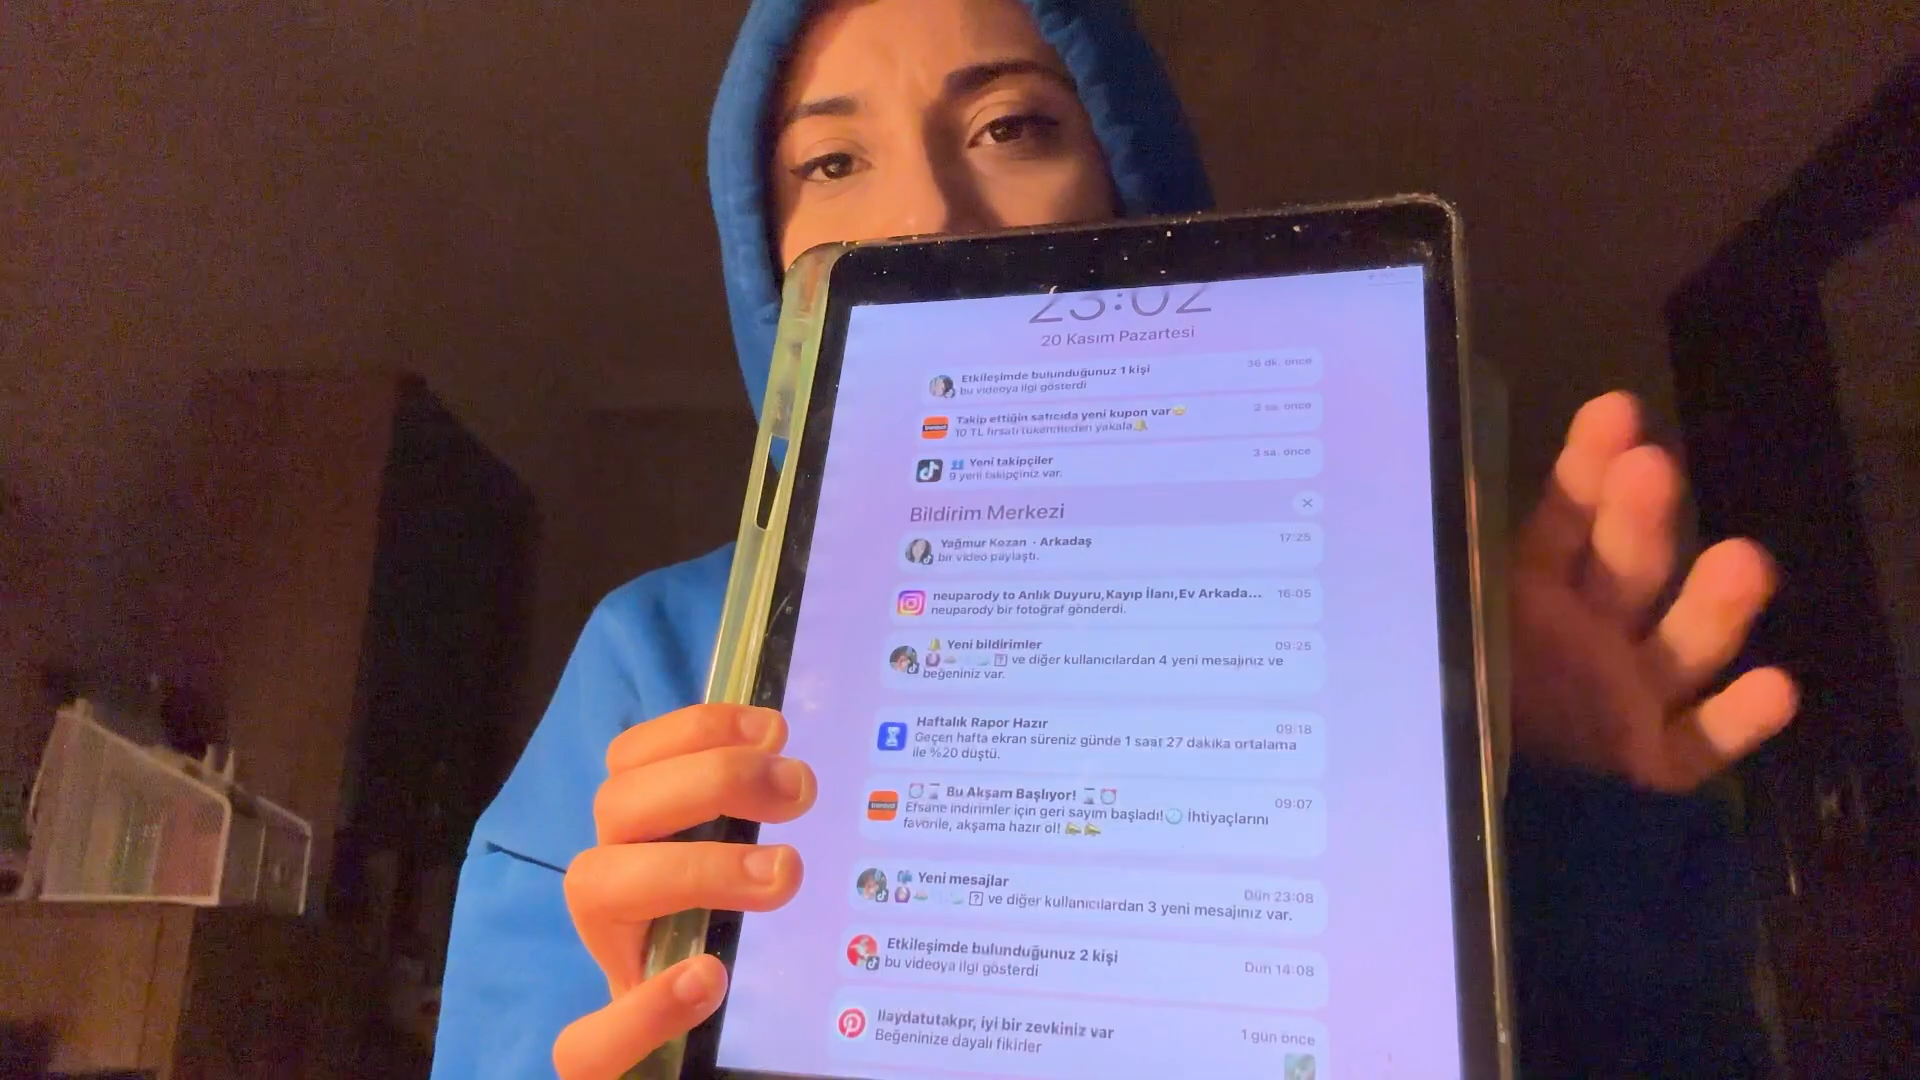 23:02
20 Kasım Pazartesi
Etkileşimde bulunduğunuz 1 kişi
36 dk. önce
bu videoya ilgi gösterdi
Takip ettiğin satıcıda yeni kupon var🤩
2 sa. önce
10 TL fırsatı tükenmeden yakala🔔
👥 Yeni takipçiler
3 sa. önce
9 yeni takipçiniz var.
Bildirim Merkezi
Yağmur Kozan · Arkadaş
17:25
bir video paylaştı.
neuparody to Anlık Duyuru,Kayıp İlanı,Ev Arkada...
16:05
neuparody bir fotoğraf gönderdi.
🔔 Yeni bildirimler
09:25
ve diğer kullanıcılardan 4 yeni mesajınız ve
beğeniniz var.
Haftalık Rapor Hazır
09:18
Geçen hafta ekran süreniz günde 1 saat 27 dakika ortalama
ile %20 düştü.
⏰⌛ Bu Akşam Başlıyor! ⌛⏰
09:07
Efsane indirimler için geri sayım başladı!🕗 İhtiyaçlarını
favorile, akşama hazır ol!
Yeni mesajlar
Dün 23:08
ve diğer kullanıcılardan 3 yeni mesajınız var.
Etkileşimde bulunduğunuz 2 kişi
Dün 14:08
bu videoya ilgi gösterdi
Ilaydatutakpr, iyi bir zevkiniz var
1 gün önce
Beğeninize dayalı fikirler